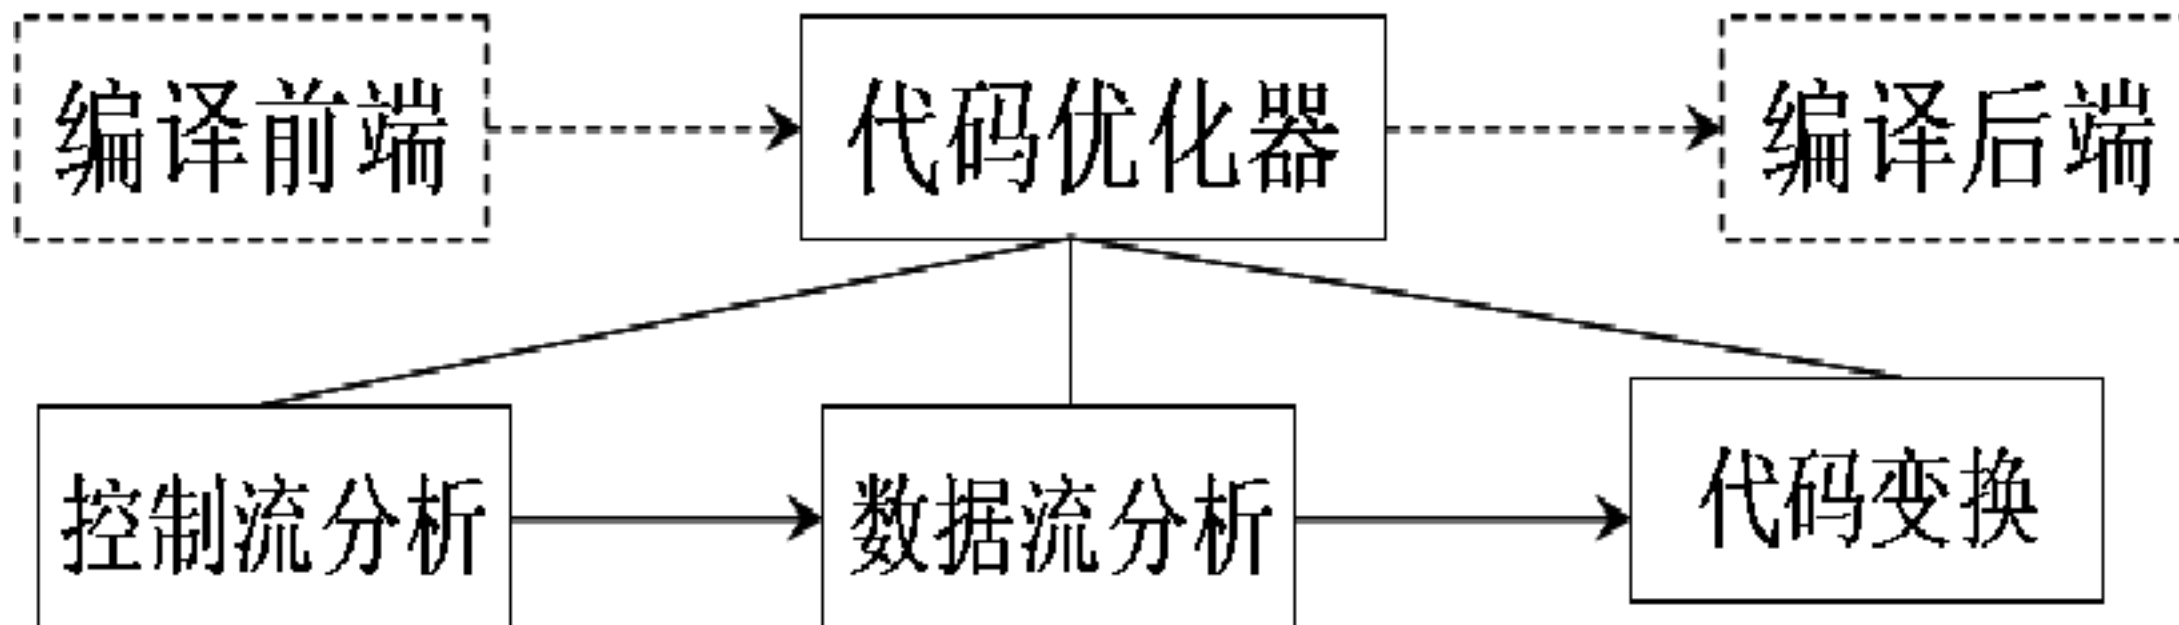 编译前端
代码优化器
编译后端
控制流分析
数据流分析
代码变换